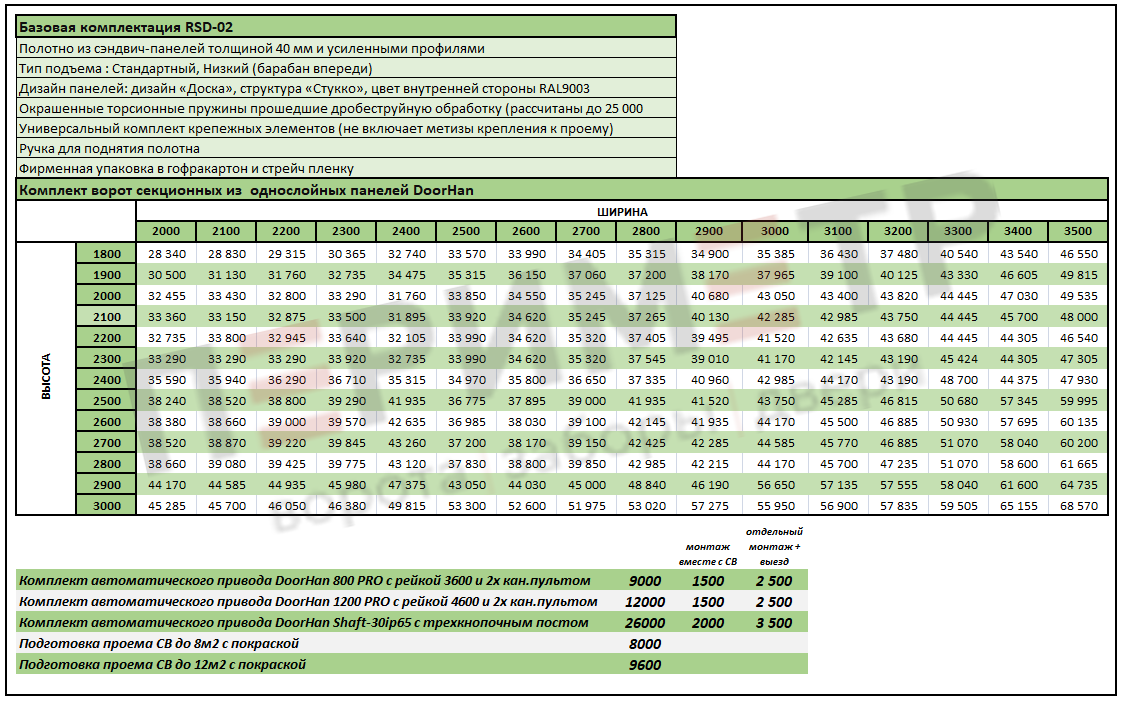 Базовая комплектация RSD-02
Полотно из сэндвич-панелей толщиной 40 мм и усиленными профилями
Тип подъема : Стандартный, Низкий (барабан впереди)
Дизайн панелей: дизайн «Доска», структура «Стукко», цвет внутренней стороны RAL9003
Окрашенные торсионные пружины прошедшие дробеструйную обработку (рассчитаны до 25 000
Универсальный комплект крепежных элементов (не включает метизы крепления к проему)
Ручка для поднятия полотна
Фирменная упаковка в гофракартон и стрейч пленку
Комплект ворот секционных из однослойных панелей DoorHan
ШИРИНА
2000 2100 2200 2300 2400 2500 2600 2700 2800 2900 3000 3100 3200 3300 3400 3500
ВЫСОТА
1800 28 340 28 830 29 315 30 365 32 740 33 570 33 990 34 405 35 315 34 900 35 385 36 430 37 480 40 540 43 540 46 550
1900 30 500 31 130 31 760 32 735 34 475 35 315 36 150 37 060 37 200 38 170 37 965 39 100 40 125 43 330 46 605 49 815
2000 32 455 33 430 32 800 33 290 31 760 33 850 34 550 35 245 37 125 40 680 43 050 43 400 43 820 44 445 47 030 49 535
2100 33 360 33 150 32 875 33 500 31 895 33 920 34 620 35 245 37 265 40 130 42 285 42 985 43 750 44 445 45 700 48 000
2200 32 735 33 800 32 945 33 640 32 105 33 990 34 620 35 320 37 405 39 495 41 520 42 635 43 680 44 445 44 305 46 540
2300 33 290 33 290 33 290 33 920 32 735 33 990 34 620 35 320 37 545 39 010 41 170 42 145 43 190 45 424 44 305 47 305
2400 35 590 35 940 36 290 36 710 35 315 34 970 35 800 36 650 37 335 40 960 42 985 44 170 43 190 48 700 44 375 47 930
2500 38 240 38 520 38 800 39 290 41 935 36 775 37 895 39 000 41 935 41 520 43 750 45 285 46 815 50 680 57 345 59 995
2600 38 380 38 660 39 000 39 570 42 635 36 985 38 030 39 100 42 145 41 935 44 170 45 500 46 885 50 930 57 695 60 135
2700 38 520 38 870 39 220 39 845 43 260 37 200 38 170 39 150 42 425 42 285 44 585 45 770 46 885 51 070 58 040 60 200
2800 38 660 39 080 39 425 39 775 43 120 37 830 38 800 39 850 42 985 42 215 44 170 45 700 47 235 51 070 58 600 61 665
2900 44 170 44 585 44 935 45 980 47 375 43 050 44 030 45 000 48 840 46 190 56 650 57 135 57 555 58 040 61 600 64 735
3000 45 285 45 700 46 050 46 380 49 815 53 300 52 600 51 975 53 020 57 275 55 950 56 900 57 835 59 505 65 155 68 570
ПЕРИМЕТР
ворота | заборы | двери
монтаж вместе с СВ
отдельный монтаж + выезд
Комплект автоматического привода DoorHan 800 PRO с рейкой 3600 и 2х кан.пультом 9000 1500 2 500
Комплект автоматического привода DoorHan 1200 PRO с рейкой 4600 и 2х кан.пультом 12000 1500 2 500
Комплект автоматического привода DoorHan Shaft-30ip65 с трехкнопочным постом 26000 2000 3 500
Подготовка проема СВ до 8м2 с покраской 8000
Подготовка проема СВ до 12м2 с покраской 9600